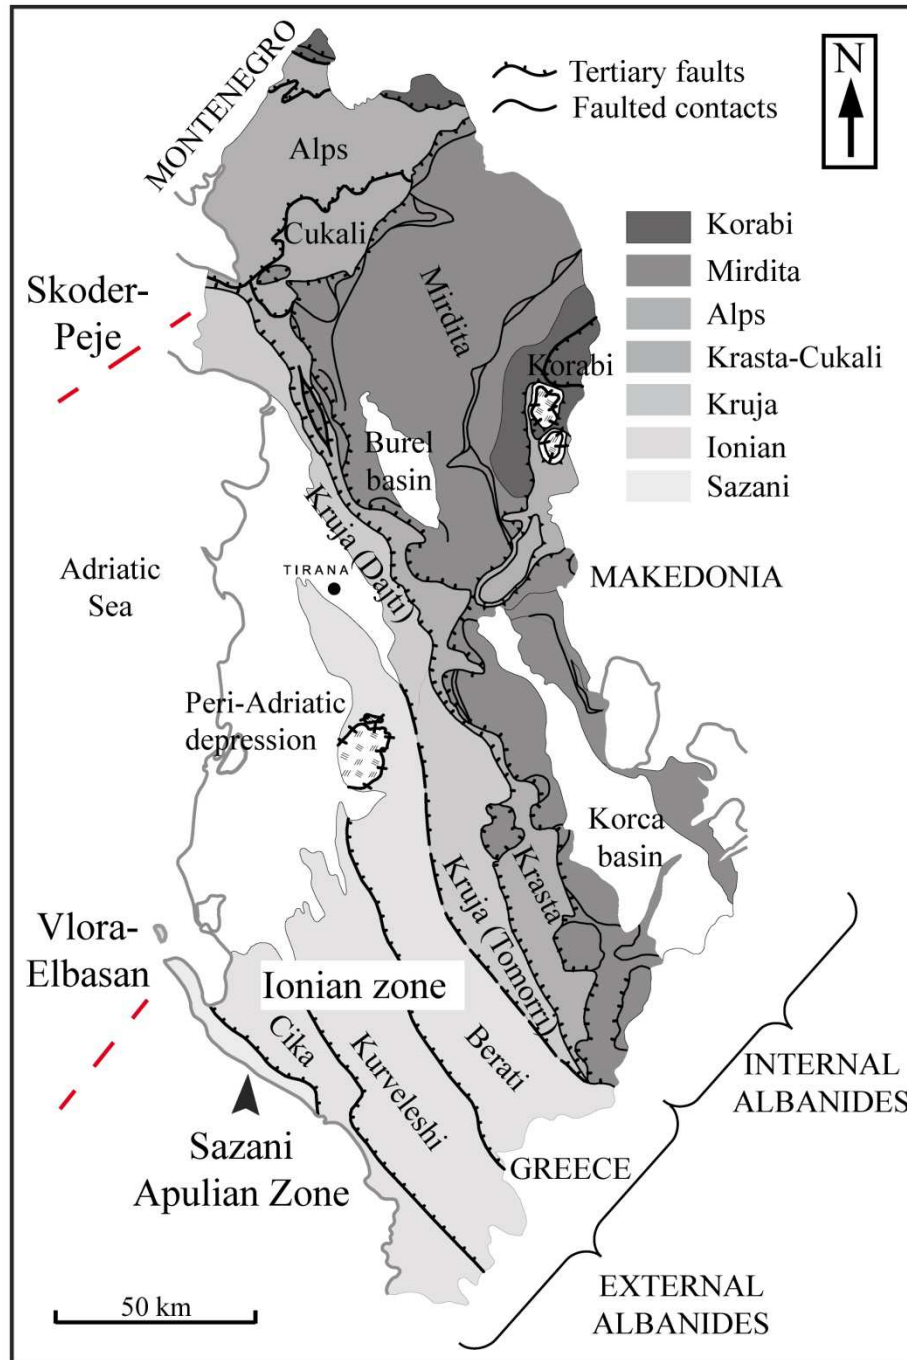 MONTENEGRO
Tertiary faults
Faulted contacts
N
Alps
Cukali
Mirdita
Korabi
Mirdita
Alps
Krasta-Cukali
Kruja
Ionian
Sazani
Skoder-
Peje
Korabi
Burel
basin
Kruja (Dajti)
TIRANA
Adriatic
Sea
MAKEDONIA
Peri-Adriatic
depression
Korca
basin
Krasta
Kruja (Tomorri)
Vlora-
Elbasan
Ionian zone
Cika
Kurveleshi
Berati
INTERNAL
ALBANIDES
Sazani
Apulian Zone
GREECE
EXTERNAL
ALBANIDES
50 km